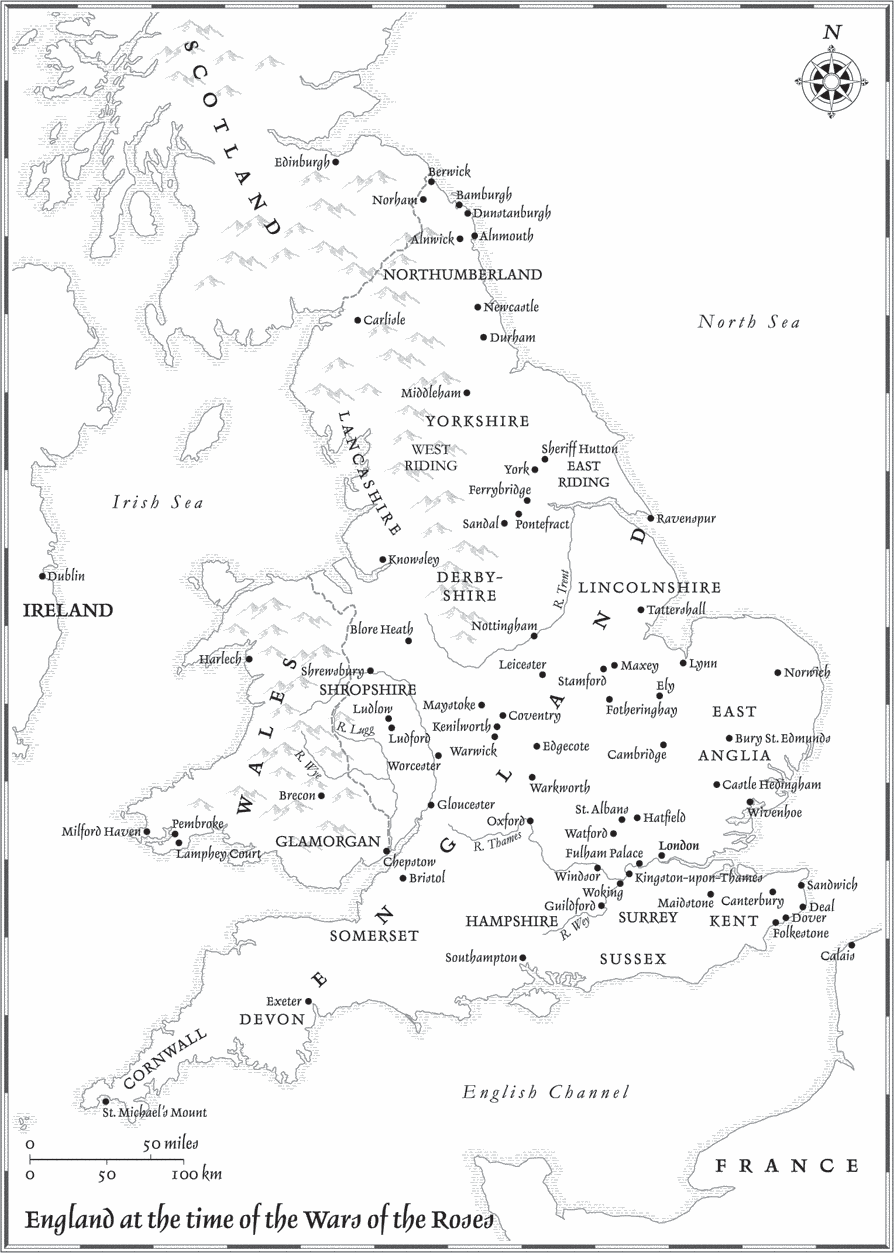 N
SCOTLAND
Edinburgh
Berwick
Norham
Bamburgh
Dunstanburgh
Alnwick
Alnmouth
NORTHUMBERLAND
Newcastle
Carlisle
North Sea
Durham
Middleham
YORKSHIRE
LANCASHIRE
WEST
RIDING
Sheriff Hutton
York
EAST
RIDING
Ferrybridge
Irish Sea
Sandal
Pontefract
Ravenspur
Knowsley
Dublin
IRELAND
DERBY-
SHIRE
R. Trent
LINCOLNSHIRE
Tattershall
Nottingham
Blore Heath
Harlech
Shrewsbury
SHROPSHIRE
Leicester
Stamford
Maxey
Lynn
Norwich
Ely
Fotheringhay
WALES
Ludlow
R. Lugg
Ludford
Maystoke
Coventry
Kenilworth
Warwick
EAST
ANGLIA
Bury St. Edmunds
Edgecote
Cambridge
Worcester
R. Wye
Warkworth
Castle Hedingham
Brecon
Gloucester
Wivenhoe
Oxford
St. Albans
Hatfield
Milford Haven
Pembroke
Lamphey Court
GLAMORGAN
Watford
R. Thames
London
Fulham Palace
Chepstow
Bristol
Windsor
Kingston-upon-Thames
Woking
Sandwich
Maidstone
Canterbury
Guildford
Deal
HAMPSHIRE
R. Wey
SURREY
KENT
Dover
Folkestone
SOMERSET
Southampton
SUSSEX
Calais
ENGLAND
Exeter
DEVON
CORNWALL
English Channel
St. Michael's Mount
0 50 miles
0 50 100 km
FRANCE
England at the time of the Wars of the Roses